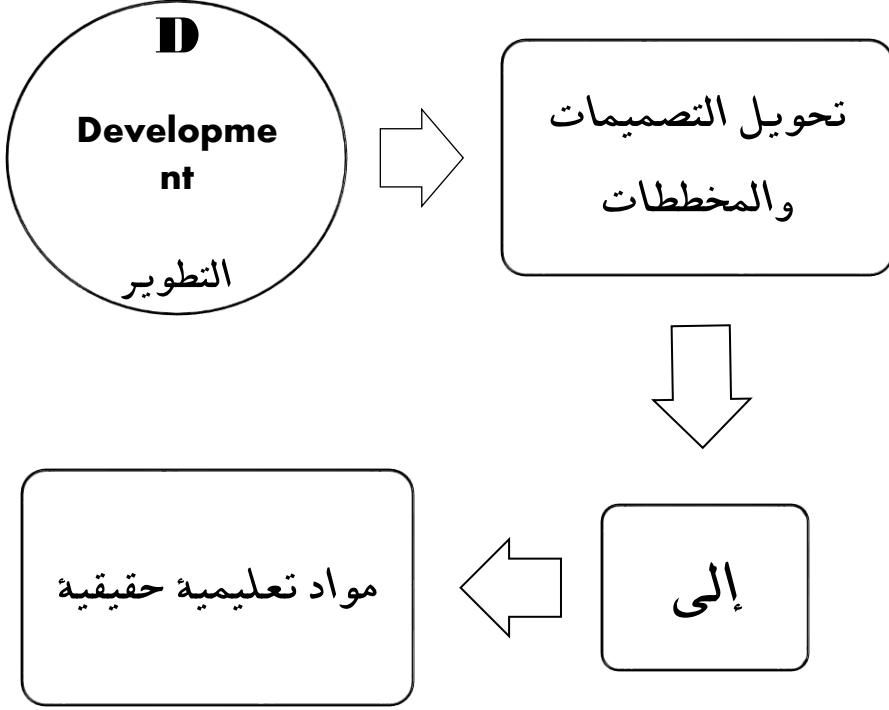 D
Developme
nt
التطوير
تحويل التصميمات
والمخططات
إلى
مواد تعليمية حقيقية